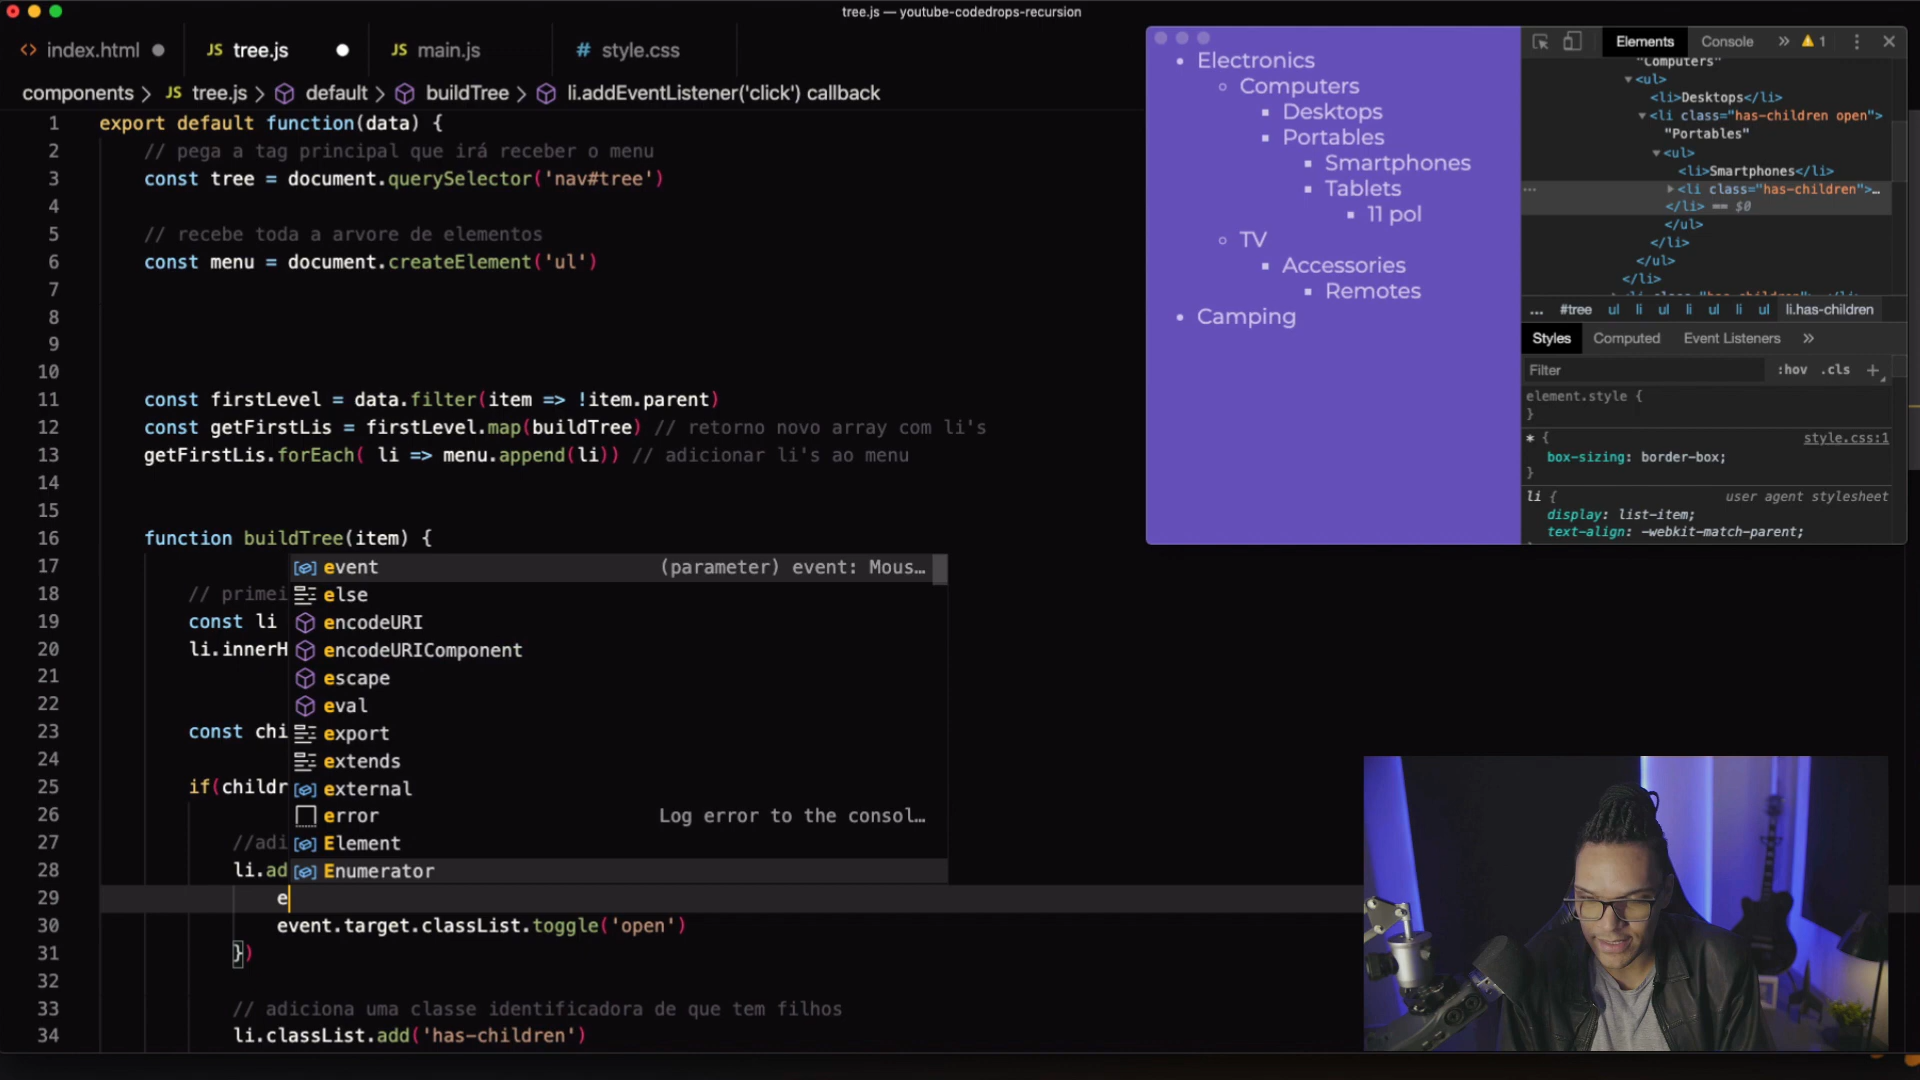 tree.js — youtube-codedrops-recursion
<> index.html
JS tree.js
JS main.js
# style.css
components > JS tree.js > default > buildTree > li.addEventListener('click') callback
1 export default function(data) {
2 // pega a tag principal que irá receber o menu
3 const tree = document.querySelector('nav#tree')
4
5 // recebe toda a arvore de elementos
6 const menu = document.createElement('ul')
7
8
9
10
11 const firstLevel = data.filter(item => !item.parent)
12 const getFirstLis = firstLevel.map(buildTree) // retorno novo array com li's
13 getFirstLis.forEach( li => menu.append(li)) // adicionar li's ao menu
14
15
16 function buildTree(item) {
17
18 // primei
19 const li
20 li.innerH
21
22
23 const chi
24
25 if(childr
26
27 //adi
28 li.ad
29 e
30 event.target.classList.toggle('open')
31 })
32
33 // adiciona uma classe identificadora de que tem filhos
34 li.classList.add('has-children')
event (parameter) event: Mous…
else
encodeURI
encodeURIComponent
escape
eval
export
extends
external
error Log error to the consol…
Element
Enumerator
Electronics
Computers
Desktops
Portables
Smartphones
Tablets
11 pol
TV
Accessories
Remotes
Camping
Elements Console » 1
"Computers"
<ul>
<li>Desktops</li>
<li class="has-children open">
"Portables"
<ul>
<li>Smartphones</li>
<li class="has-children">…
</li> == $0
</ul>
</li>
</ul>
</li>
... #tree ul li ul li ul li ul li.has-children
Styles Computed Event Listeners »
Filter :hov .cls +
element.style {
}
* { style.css:1
box-sizing: border-box;
}
li { user agent stylesheet
display: list-item;
text-align: -webkit-match-parent;